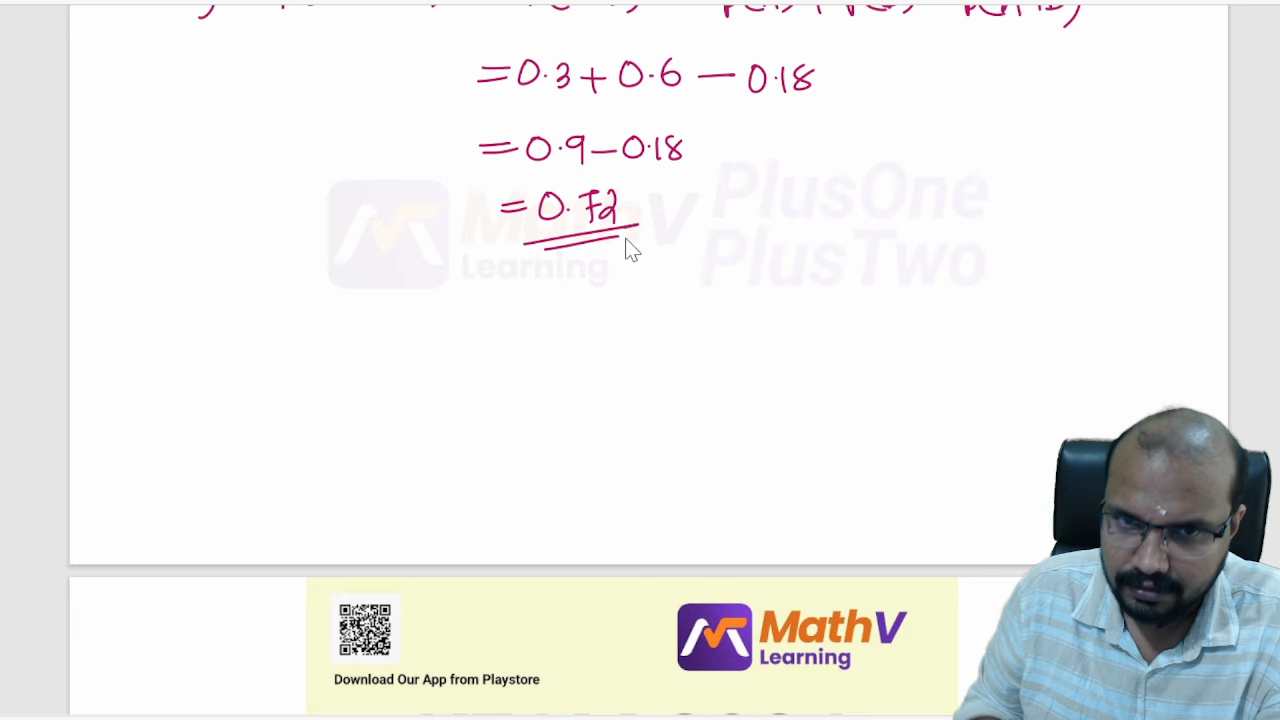 = 0.3 + 0.6 - 0.18
= 0.9 - 0.18
= 0.72
MathV
Learning
PlusOne
PlusTwo
Download Our App from Playstore
MathV
Learning